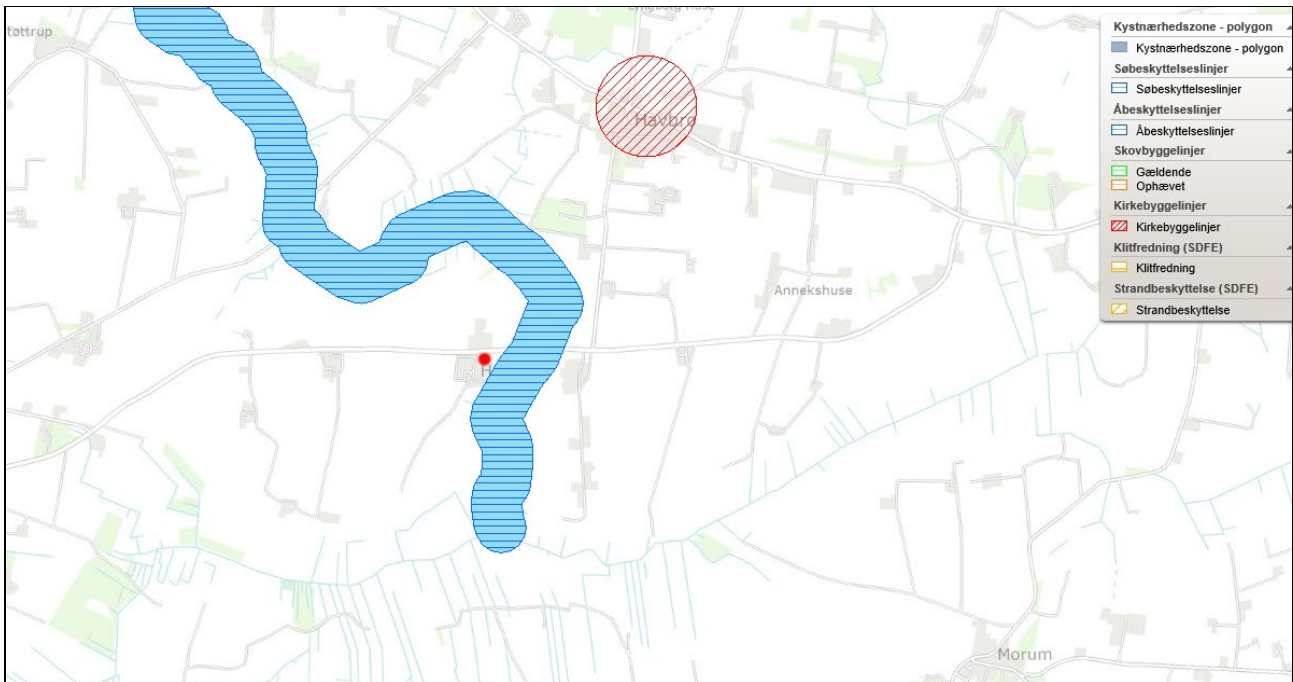 Havbro
Annekshuse
Morum
Kystnærhedszone - polygon
Kystnærhedszone - polygon
Søbeskyttelseslinjer
Søbeskyttelseslinjer
Åbeskyttelseslinjer
Åbeskyttelseslinjer
Skovbyggelinjer
Gældende
Ophævet
Kirkebyggelinjer
Kirkebyggelinjer
Klitfredning (SDFE)
Klitfredning
Strandbeskyttelse (SDFE)
Strandbeskyttelse